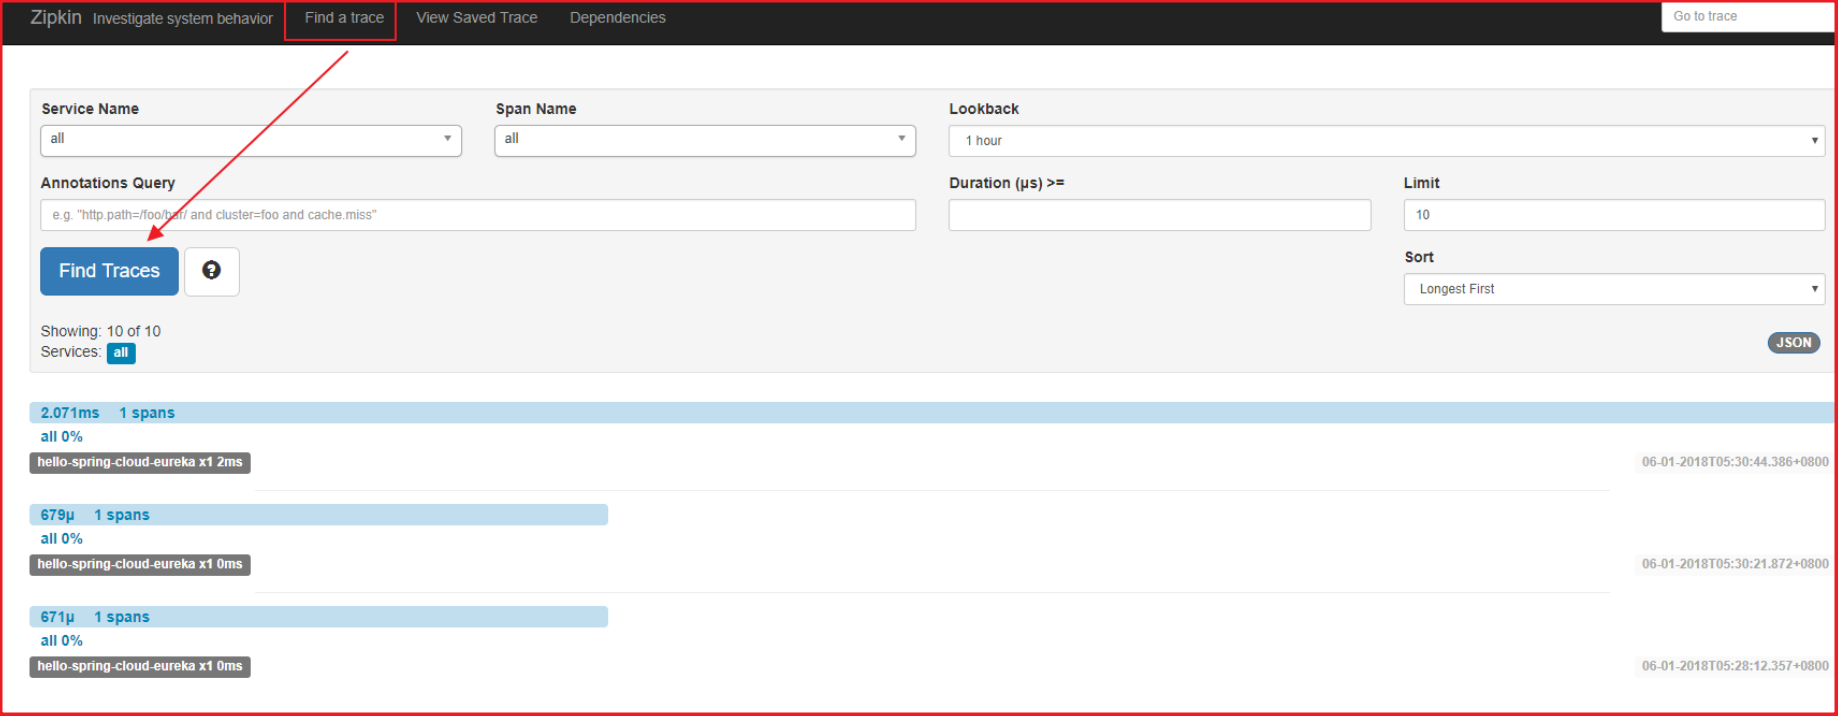 Zipkin Investigate system behavior Find a trace View Saved Trace Dependencies Go to trace
Service Name Span Name Lookback
all all 1 hour
Annotations Query Duration (μs) >= Limit
e.g. "http.path=/foo/bar/ and cluster=foo and cache.miss" 10
Find Traces ?
Sort
Longest First
Showing: 10 of 10
Services: all
JSON
2.071ms 1 spans
all 0%
hello-spring-cloud-eureka x1 2ms 06-01-2018T05:30:44.386+0800
679μ 1 spans
all 0%
hello-spring-cloud-eureka x1 0ms 06-01-2018T05:30:21.872+0800
671μ 1 spans
all 0%
hello-spring-cloud-eureka x1 0ms 06-01-2018T05:28:12.357+0800